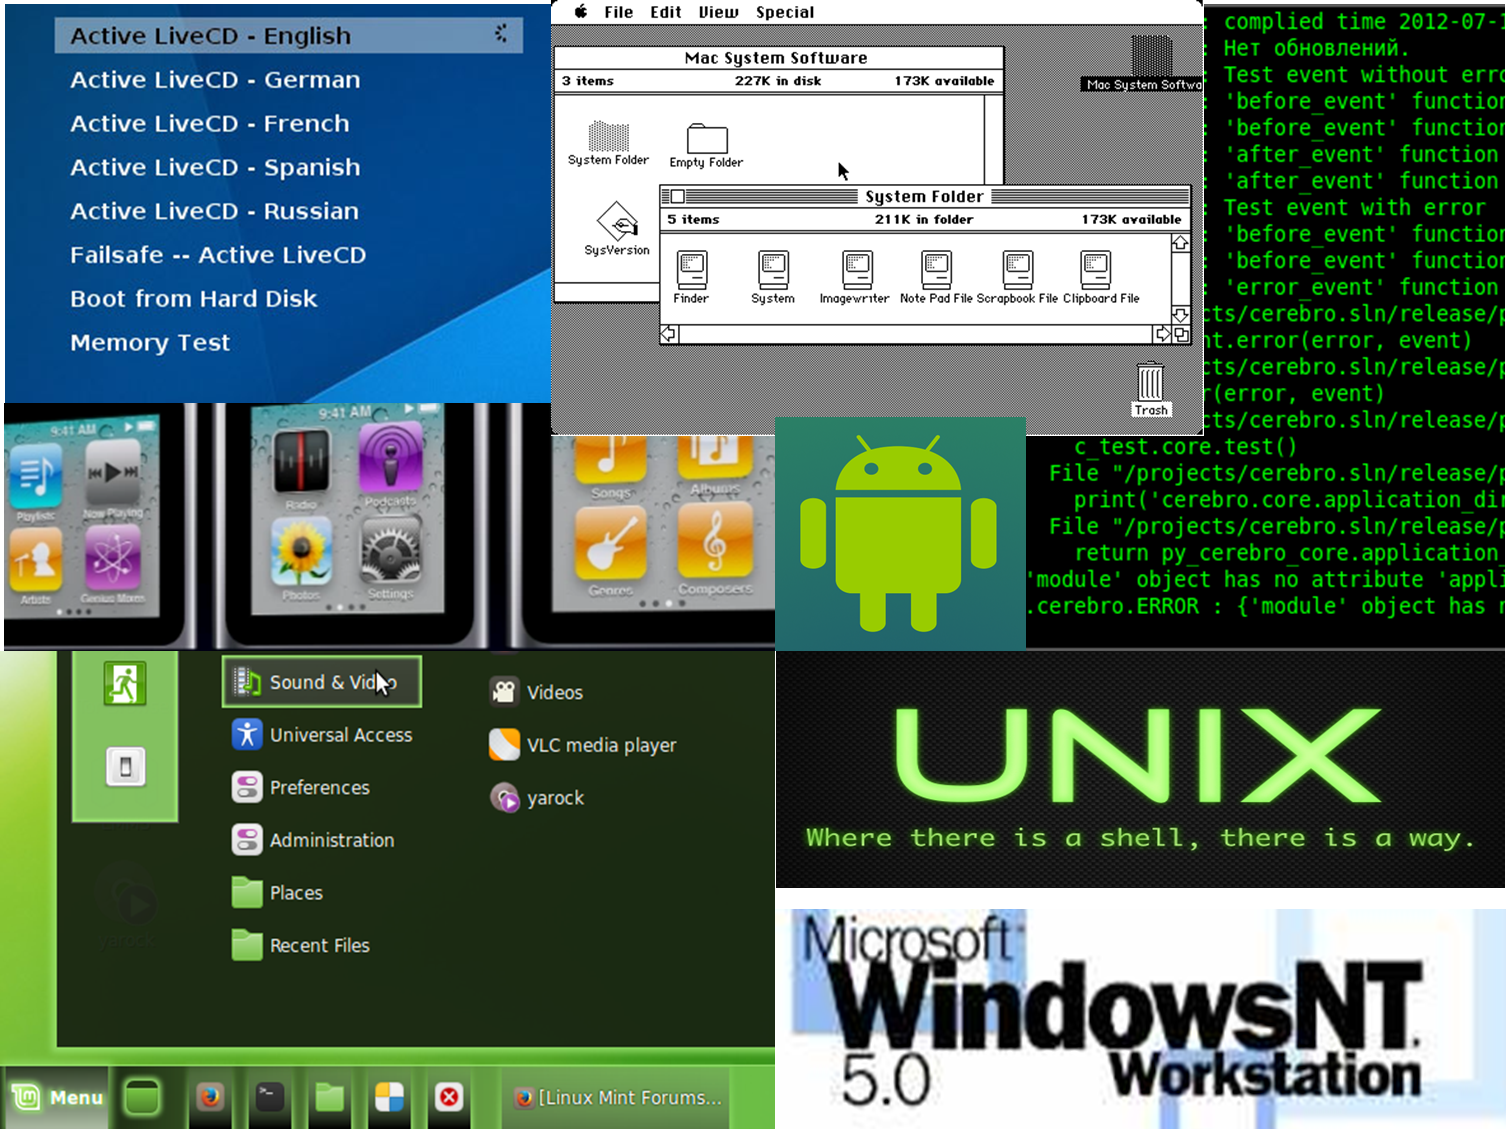 Active LiveCD - English
Active LiveCD - German
Active LiveCD - French
Active LiveCD - Spanish
Active LiveCD - Russian
Failsafe -- Active LiveCD
Boot from Hard Disk
Memory Test
File Edit View Special
Mac System Software
3 items 227K in disk 173K available
System Folder Empty Folder
SysVersion
Mac System Softwa
System Folder
5 items 211K in folder 173K available
Finder System Imagewriter Note Pad File Scrapbook File Clipboard File
Trash
: complied time 2012-07-1
: Нет обновлений.
: Test event without erro
: 'before_event' function
: 'before_event' function
: 'after_event' function
: 'after_event' function
: Test event with error
: 'before_event' function
: 'before_event' function
: 'error_event' function
cts/cerebro.sln/release/p
nt.error(error, event)
cts/cerebro.sln/release/p
r(error, event)
cts/cerebro.sln/release/p
c_test.core.test()
File "/projects/cerebro.sln/release/p
print('cerebro.core.application_dir
File "/projects/cerebro.sln/release/p
return py_cerebro_core.application_
'module' object has no attribute 'appli
.cerebro.ERROR : {'module' object has n
9:41 AM
Playlists Now Playing
Artists Genius Mixes
9:41 AM
Radio Podcasts
Photos Settings
Songs Albums
Genres Composers
Sound & Video
Universal Access
Preferences
Administration
Places
Recent Files
Videos
VLC media player
yarock
Menu
[Linux Mint Forums...
UNIX
Where there is a shell, there is a way.
Microsoft
WindowsNT
5.0 Workstation